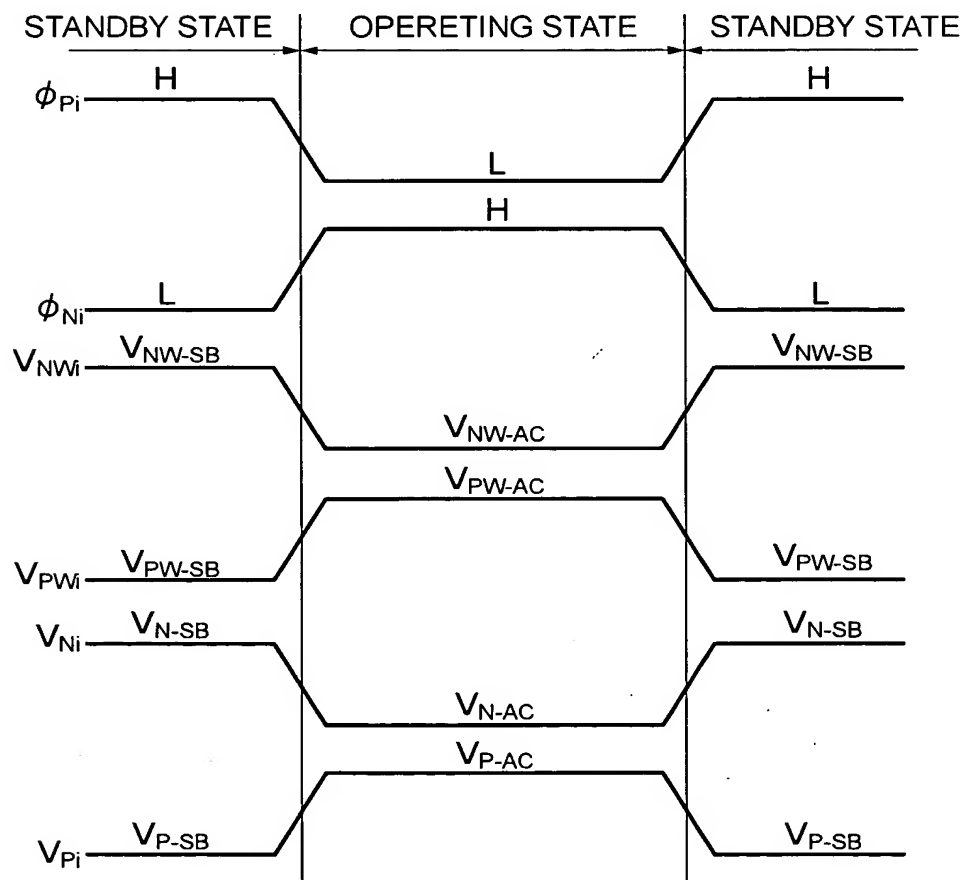 STANDBY STATE OPERETING STATE STANDBY STATE
H H
ϕPi
L
H
L L
ϕNi
VNWi VNW-SB VNW-SB
VNW-AC
VPW-AC
VPWi VPW-SB VPW-SB
VNi VN-SB VN-SB
VN-AC
VP-AC
VPi VP-SB VP-SB